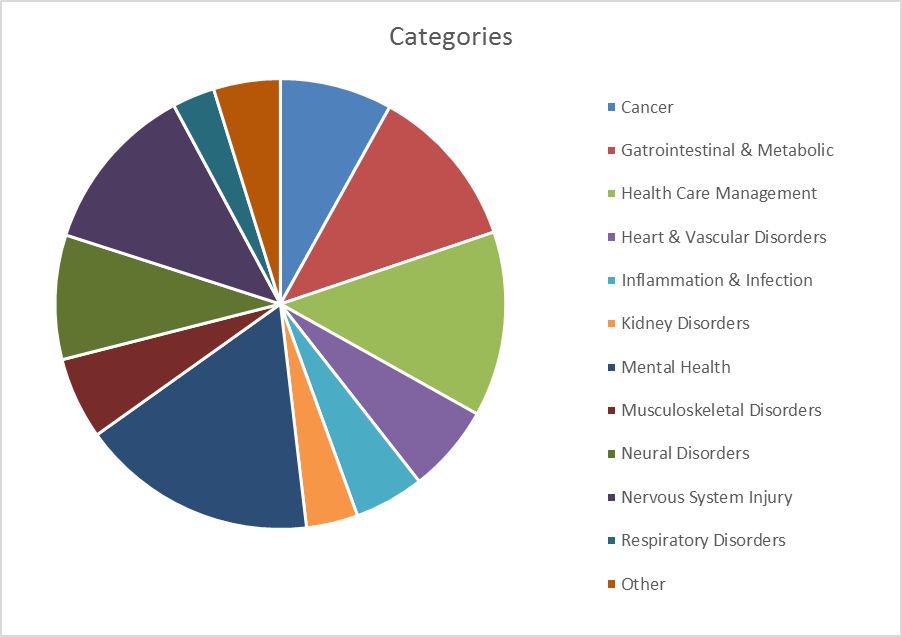 Categories
Cancer
Gatrointestinal & Metabolic
Health Care Management
Heart & Vascular Disorders
Inflammation & Infection
Kidney Disorders
Mental Health
Musculoskeletal Disorders
Neural Disorders
Nervous System Injury
Respiratory Disorders
Other